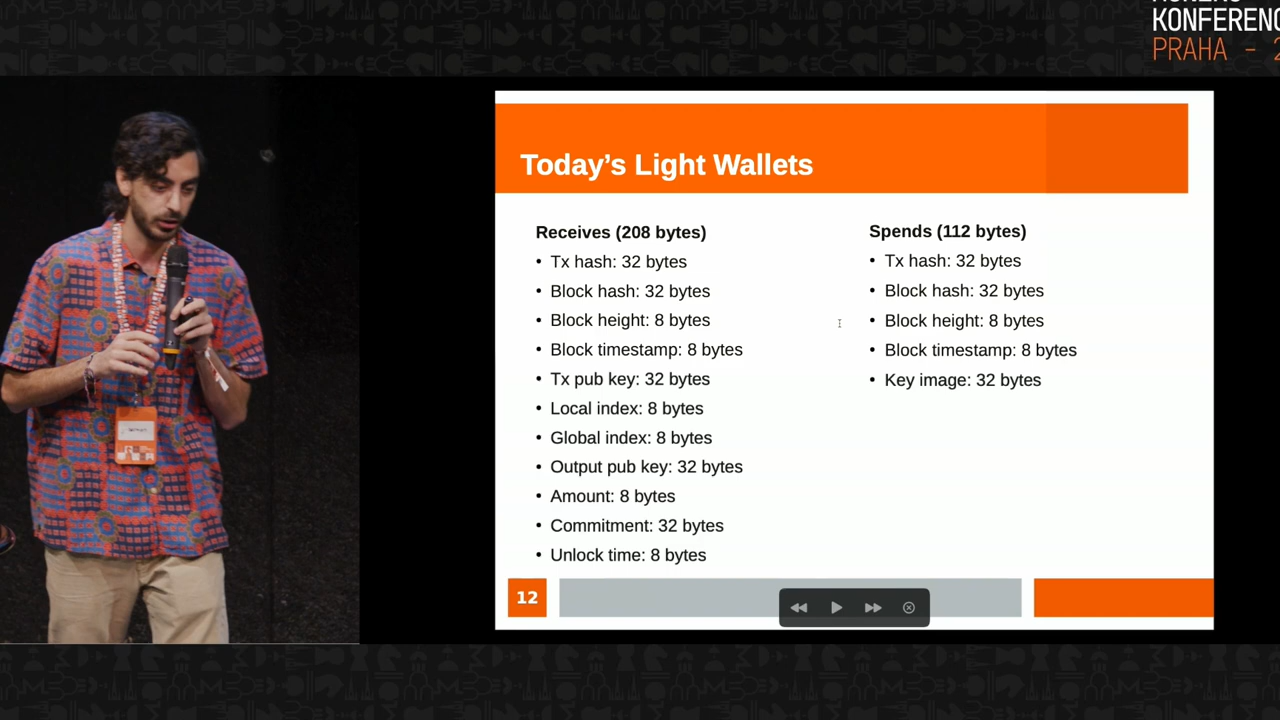 KONFERENC
PRAHA - 2
Today's Light Wallets
Receives (208 bytes)
• Tx hash: 32 bytes
• Block hash: 32 bytes
• Block height: 8 bytes
• Block timestamp: 8 bytes
• Tx pub key: 32 bytes
• Local index: 8 bytes
• Global index: 8 bytes
• Output pub key: 32 bytes
• Amount: 8 bytes
• Commitment: 32 bytes
• Unlock time: 8 bytes
Spends (112 bytes)
• Tx hash: 32 bytes
• Block hash: 32 bytes
• Block height: 8 bytes
• Block timestamp: 8 bytes
• Key image: 32 bytes
12